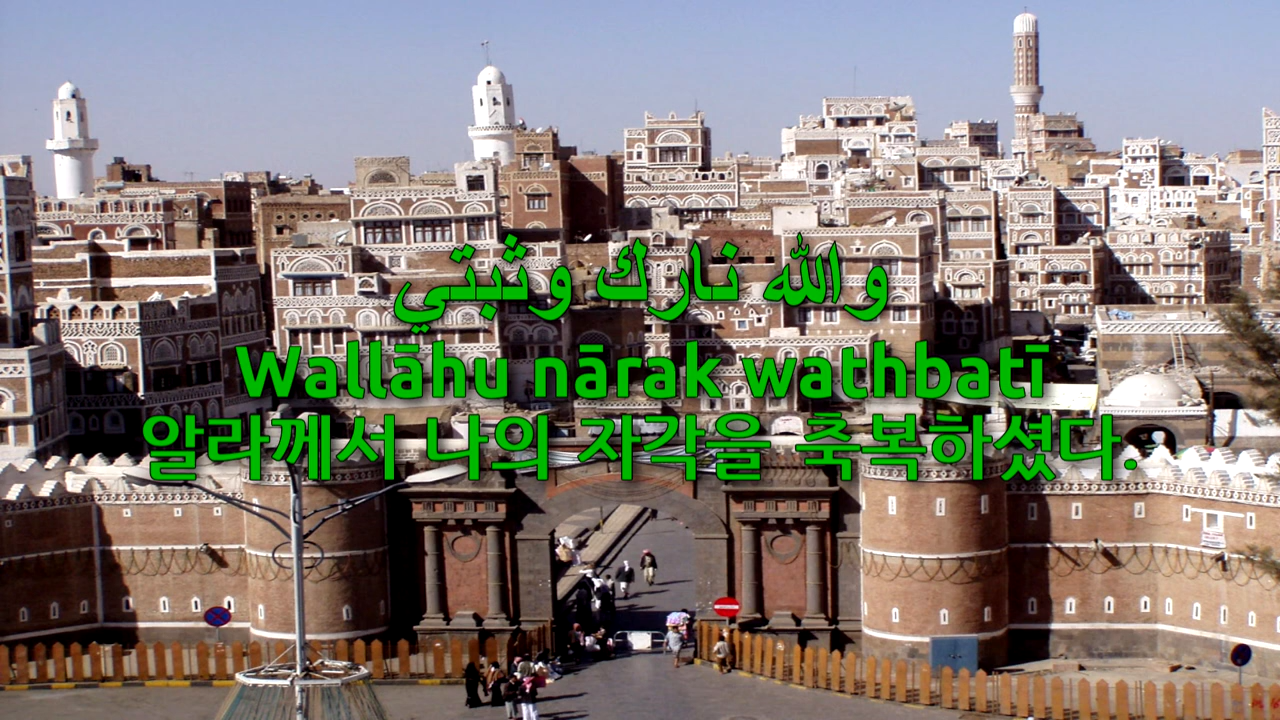 و الله نارك وثبتي
Wallāhu nārak wathbatī
알라께서 나의 자각을 축복하셨다.